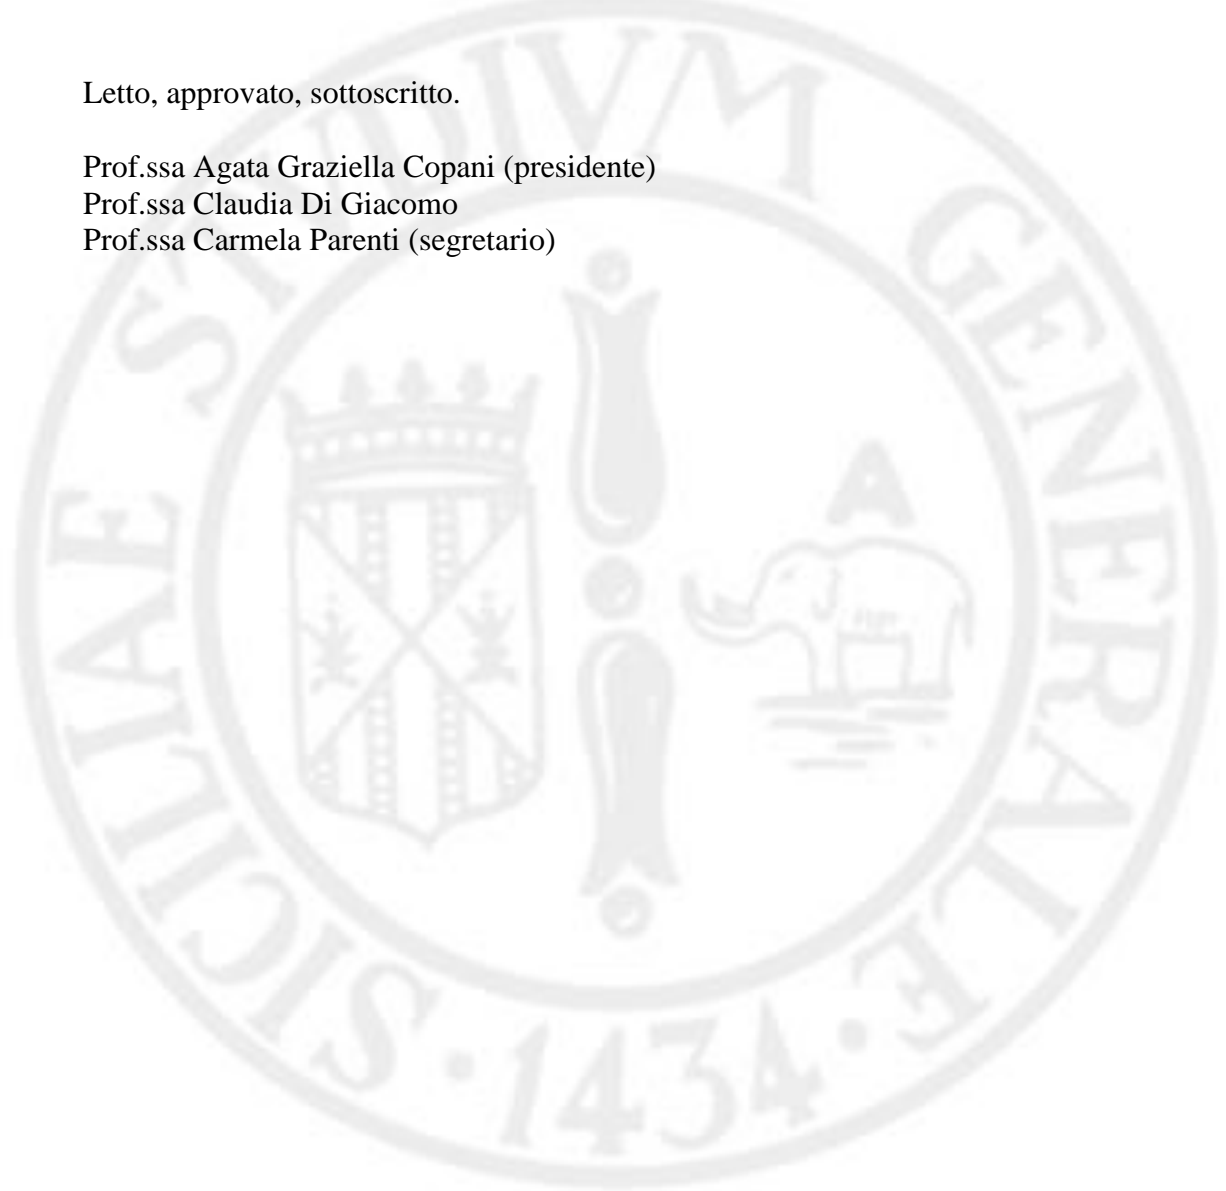 Letto, approvato, sottoscritto.
Prof.ssa Agata Graziella Copani (presidente)
Prof.ssa Claudia Di Giacomo
Prof.ssa Carmela Parenti (segretario)
SICILIAE STVDIVM GENERALE
A
· 1434 ·